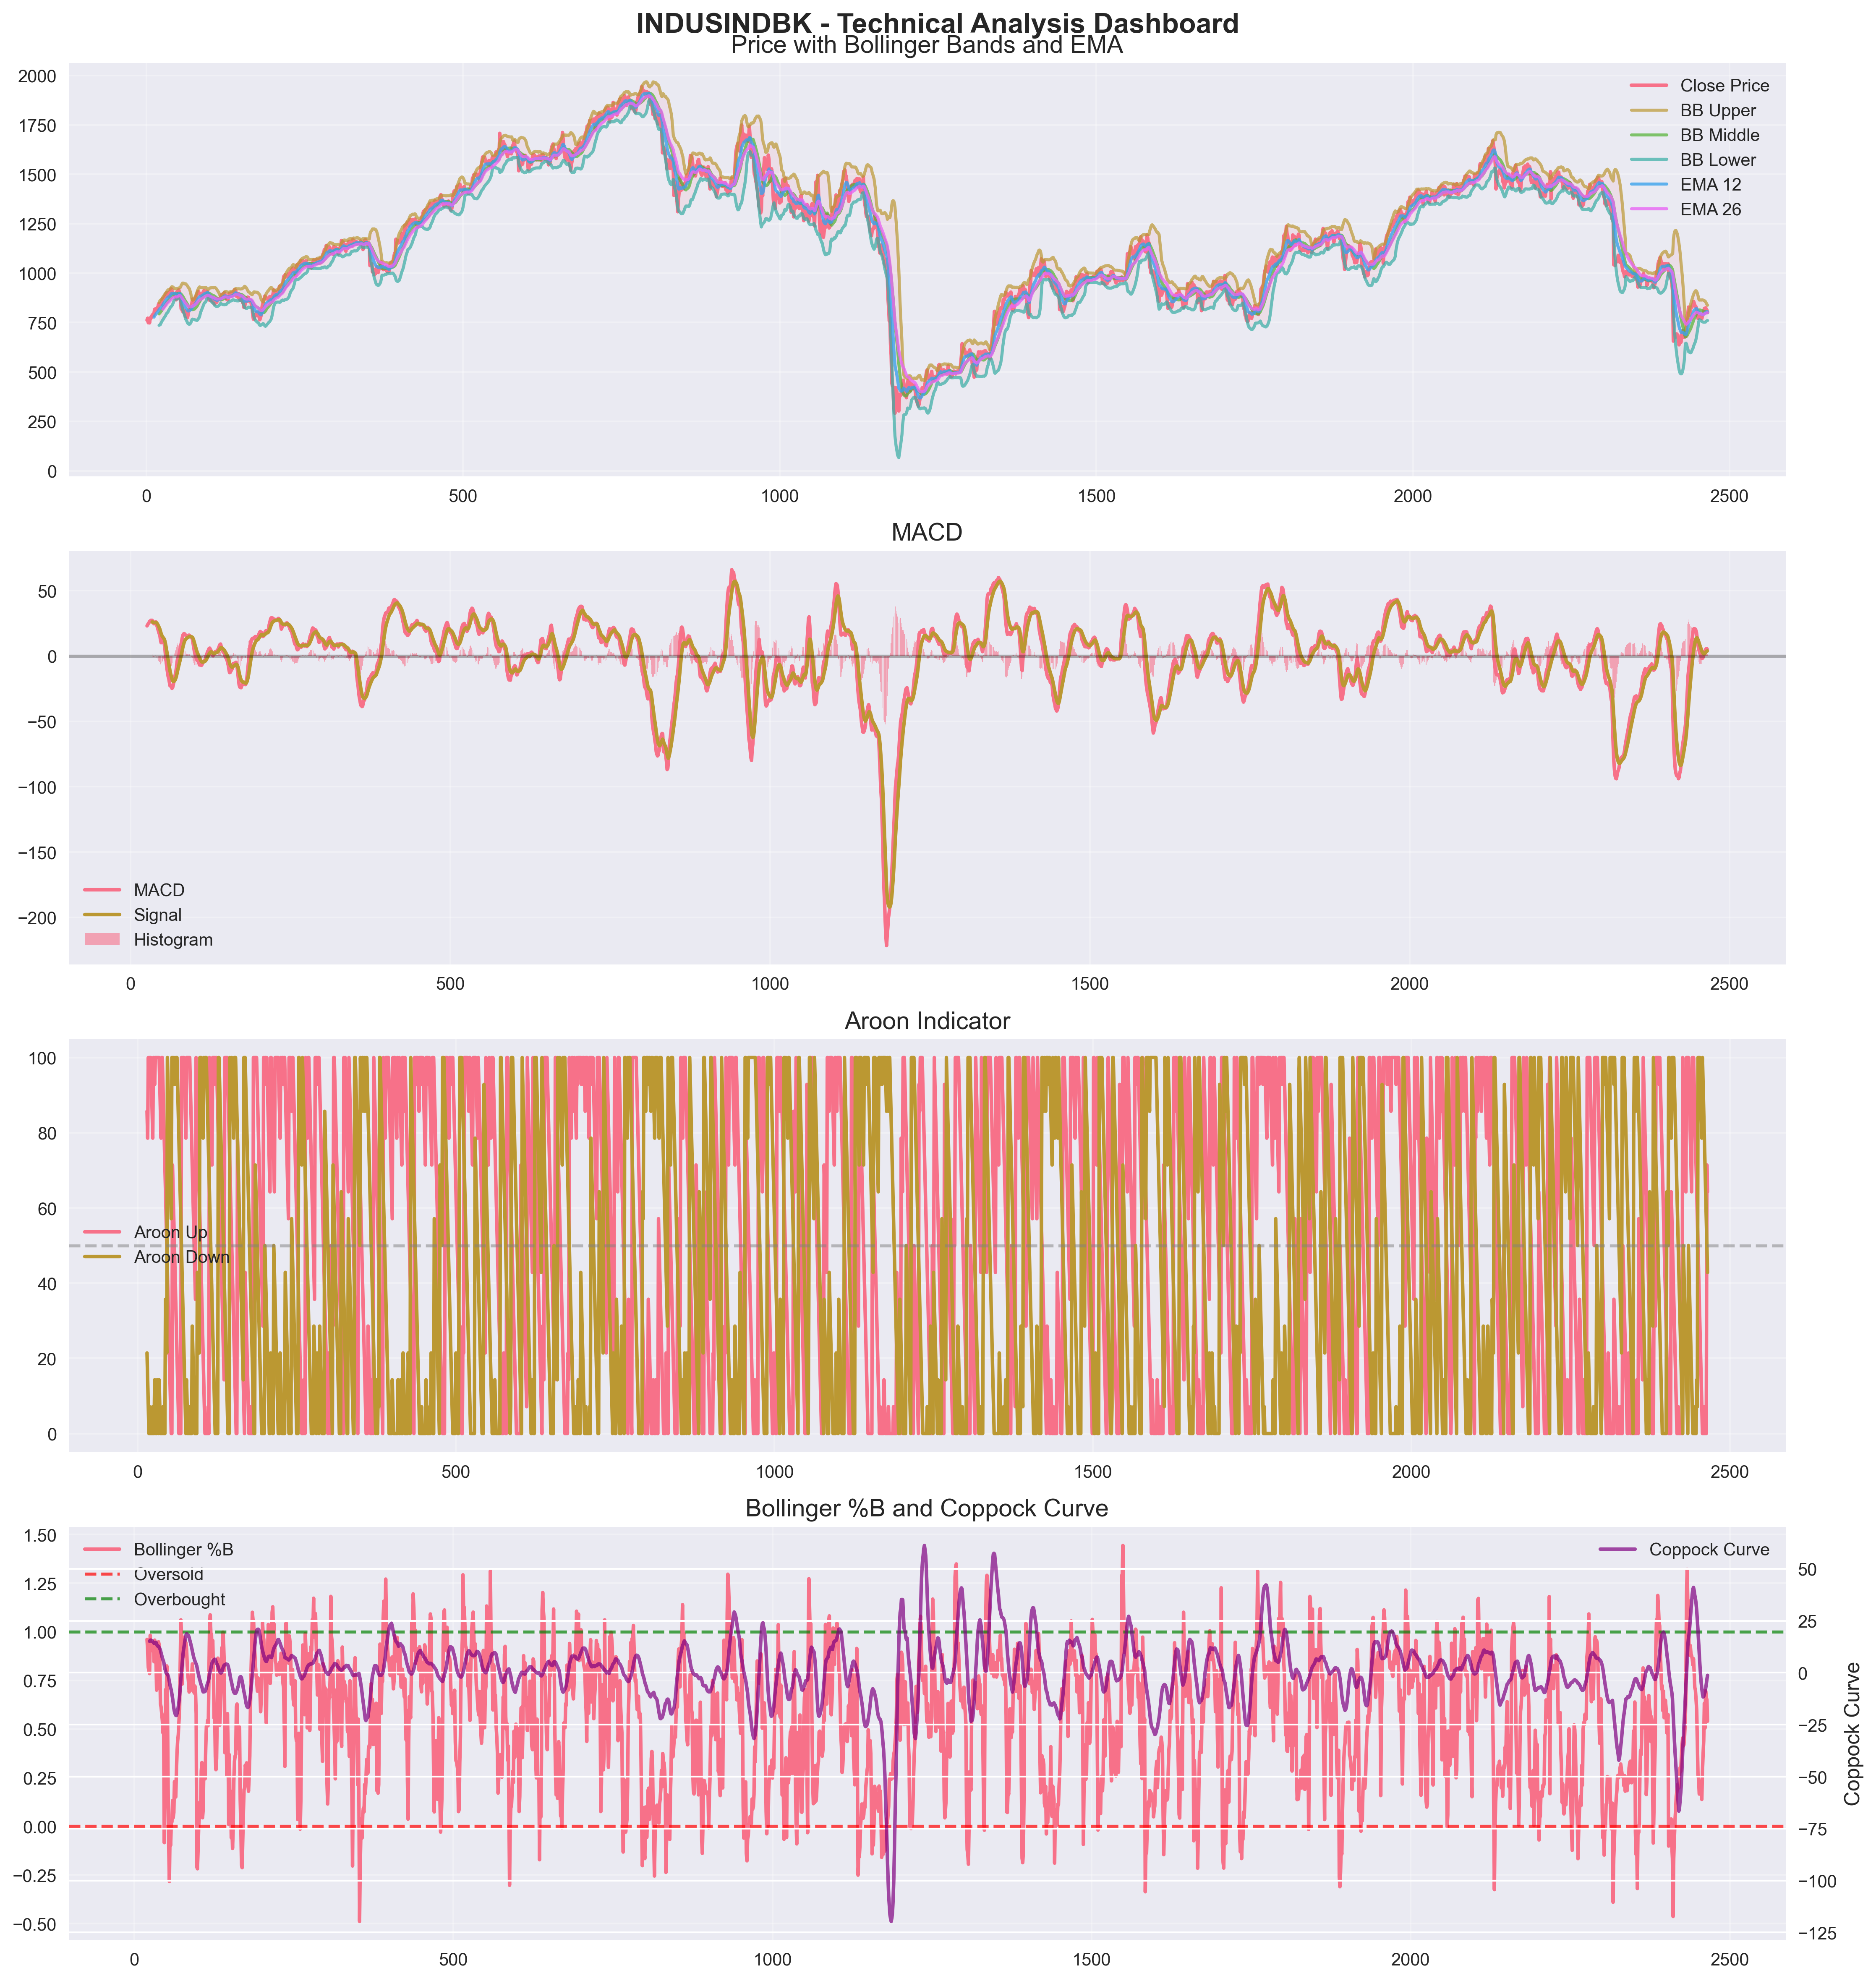 INDUSINDBK - Technical Analysis Dashboard
Price with Bollinger Bands and EMA
2000
1750
1500
1250
1000
750
500
250
0
Close Price
BB Upper
BB Middle
BB Lower
EMA 12
EMA 26
0 500 1000 1500 2000 2500
MACD
50
0
−50
−100
−150
−200
MACD
Signal
Histogram
0 500 1000 1500 2000 2500
Aroon Indicator
100
80
60
40
20
0
Aroon Up
Aroon Down
0 500 1000 1500 2000 2500
Bollinger %B and Coppock Curve
1.50
1.25
1.00
0.75
0.50
0.25
0.00
−0.25
−0.50
Bollinger %B
Oversold
Overbought
Coppock Curve
50
25
0
−25
−50
−75
−100
−125
Coppock Curve
0 500 1000 1500 2000 2500